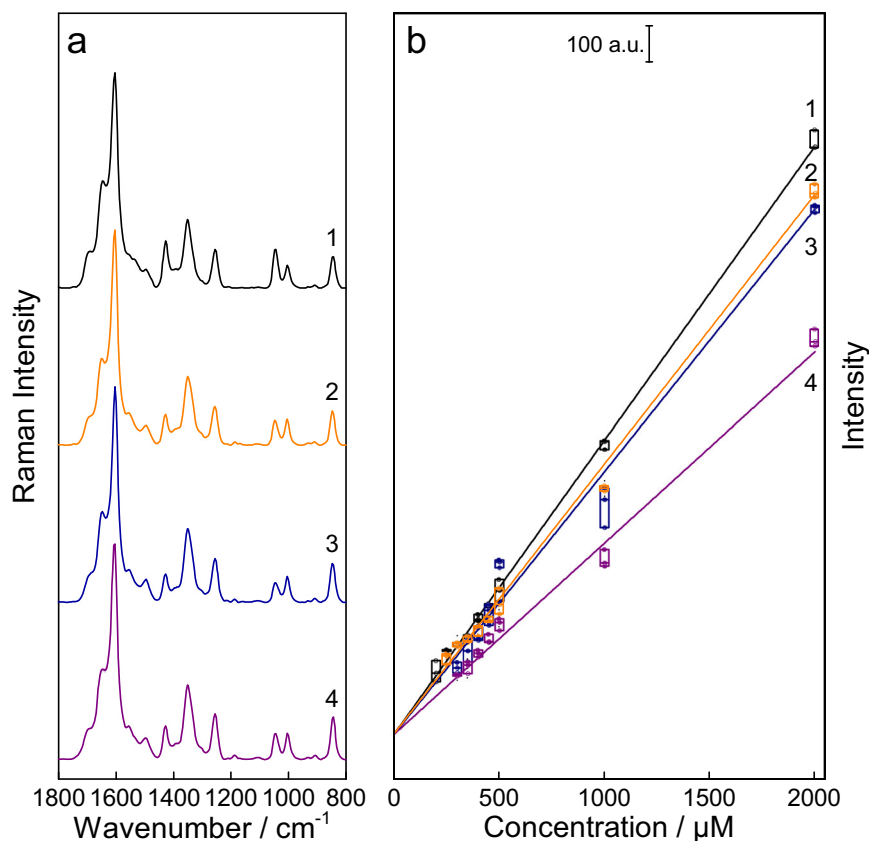 a
1
2
3
4
Raman Intensity
1800 1600 1400 1200 1000 800
Wavenumber / cm⁻¹
b
100 a.u.
1
2
3
4
Intensity
0 500 1000 1500 2000
Concentration / µM